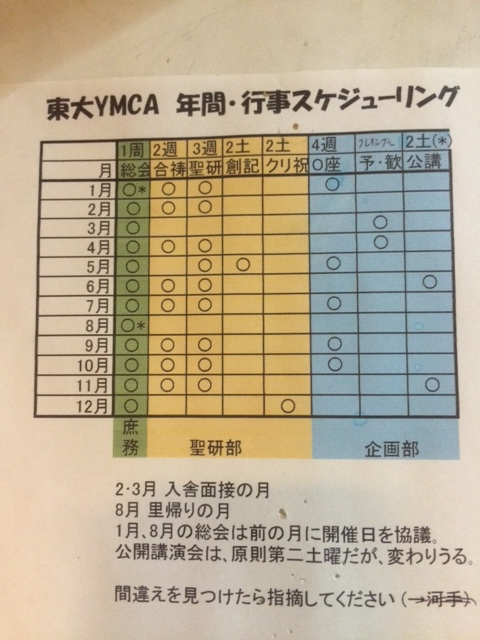 東大YMCA 年間・行事スケジューリング
1周 2週 3週 2土 2土 4週 フレキシブル 2土(*)
月 総会 合祷 聖研 創記 クリ祝 O座 予・歓 公講
1月 ○* ○ ○ ○
2月 ○ ○ ○
3月 ○ ○
4月 ○ ○ ○ ○
5月 ○ ○ ○ ○
6月 ○ ○ ○ ○
7月 ○ ○ ○ ○
8月 ○*
9月 ○ ○ ○ ○
10月 ○ ○ ○ ○
11月 ○ ○ ○ ○
12月 ○ ○
庶務 聖研部 企画部
2・3月 入舎面接の月
8月 里帰りの月
1月、8月の総会は前の月に開催日を協議。
公開講演会は、原則第二土曜だが、変わりうる。
間違えを見つけたら指摘してください(→河手)